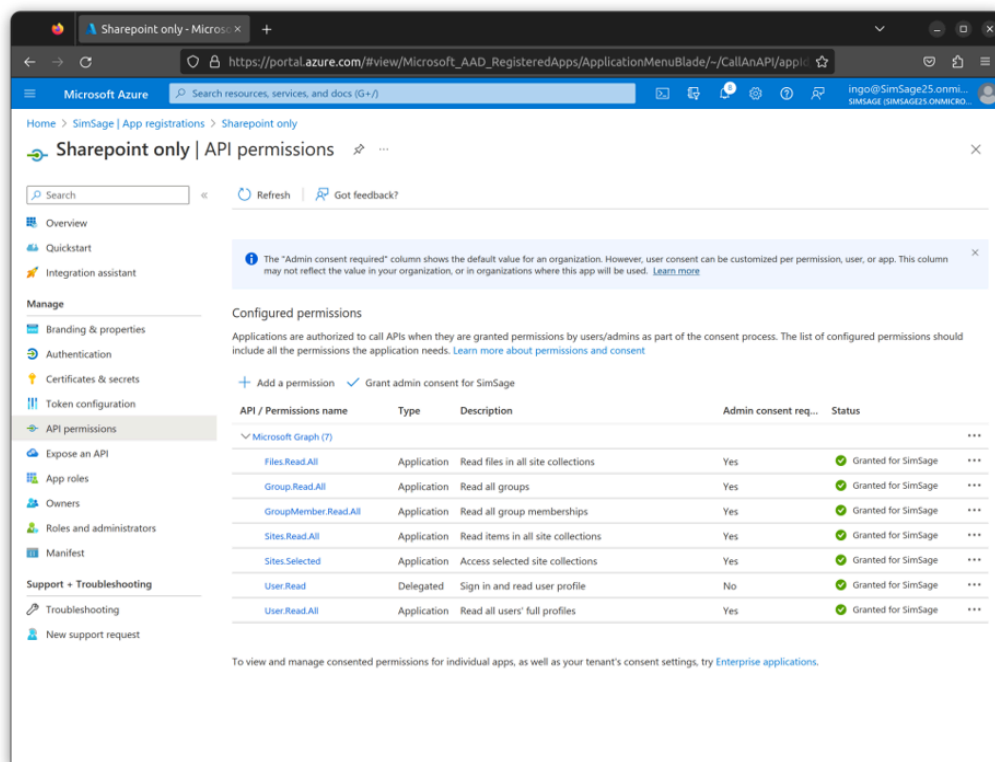 Sharepoint only - Micros
https://portal.azure.com/#view/Microsoft_AAD_RegisteredApps/ApplicationMenuBlade/~/CallAnAPI/appId
Microsoft Azure
Search resources, services, and docs (G+/)
8
ingo@SimSage25.onmi...
SIMSAGE (SIMSAGE25.ONMICRO...
Home > SimSage | App registrations > Sharepoint only
Sharepoint only | API permissions
Search
Refresh
Got feedback?
Overview
Quickstart
Integration assistant
Manage
Branding & properties
Authentication
Certificates & secrets
Token configuration
API permissions
Expose an API
App roles
Owners
Roles and administrators
Manifest
Support + Troubleshooting
Troubleshooting
New support request
The "Admin consent required" column shows the default value for an organization. However, user consent can be customized per permission, user, or app. This column
may not reflect the value in your organization, or in organizations where this app will be used. Learn more
Configured permissions
Applications are authorized to call APIs when they are granted permissions by users/admins as part of the consent process. The list of configured permissions should
include all the permissions the application needs. Learn more about permissions and consent
Add a permission
Grant admin consent for SimSage
API / Permissions name Type Description Admin consent req... Status
Microsoft Graph (7)
Files.Read.All Application Read files in all site collections Yes Granted for SimSage
Group.Read.All Application Read all groups Yes Granted for SimSage
GroupMember.Read.All Application Read all group memberships Yes Granted for SimSage
Sites.Read.All Application Read items in all site collections Yes Granted for SimSage
Sites.Selected Application Access selected site collections Yes Granted for SimSage
User.Read Delegated Sign in and read user profile No Granted for SimSage
User.Read.All Application Read all users' full profiles Yes Granted for SimSage
To view and manage consented permissions for individual apps, as well as your tenant's consent settings, try Enterprise applications.